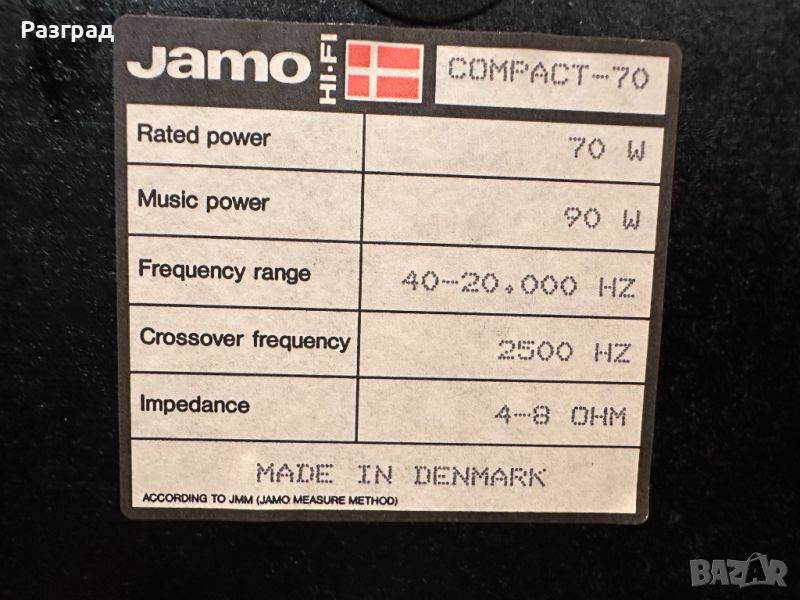 Разград
Jamo HI-FI COMPACT-70
Rated power 70 W
Music power 90 W
Frequency range 40-20.000 HZ
Crossover frequency 2500 HZ
Impedance 4-8 OHM
MADE IN DENMARK
ACCORDING TO JMM (JAMO MEASURE METHOD)
BAZAR